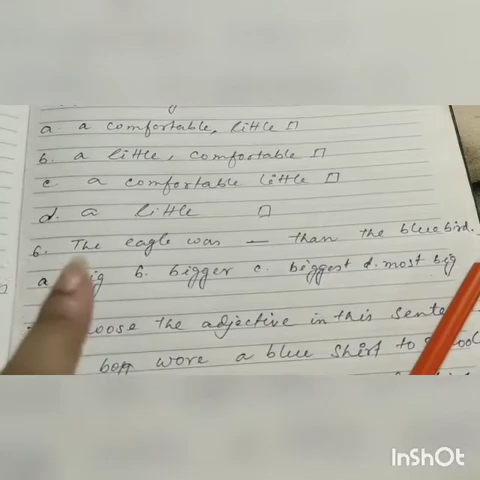 a. a comfortable, little
b. a little, comfortable
c. a comfortable little
d. a little
6. The eagle was — than the bluebird.
a. b. bigger c. biggest d. most big
the adjective in this
wore a blue shirt to
InShOt